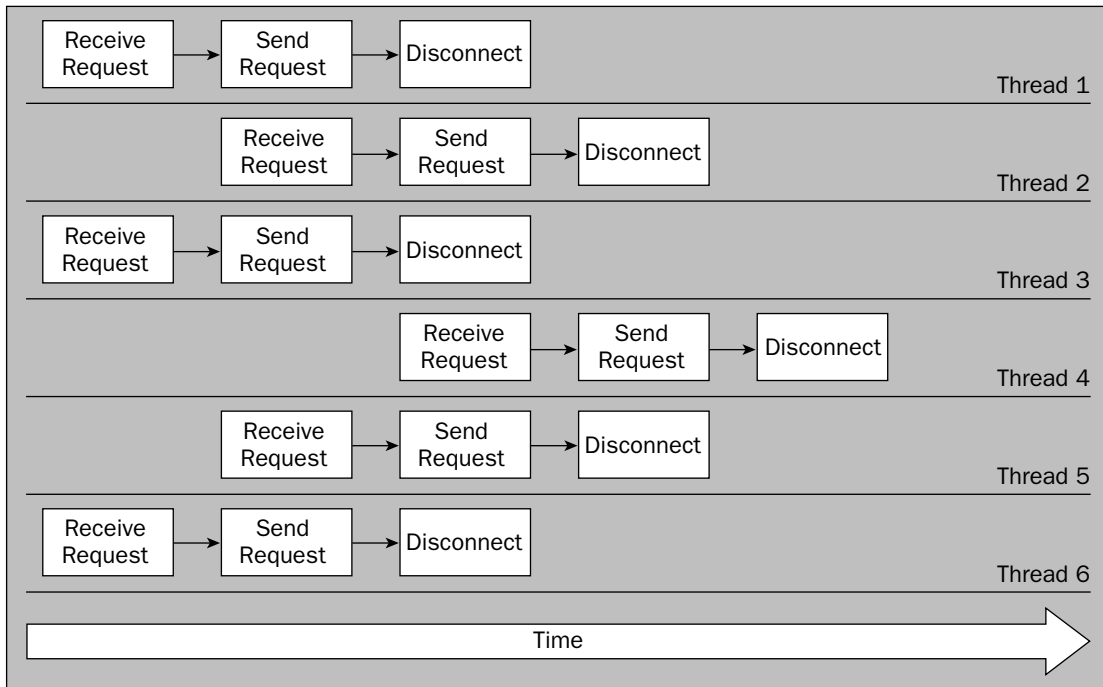 Receive
Request
Send
Request
Disconnect
Thread 1
Receive
Request
Send
Request
Disconnect
Thread 2
Receive
Request
Send
Request
Disconnect
Thread 3
Receive
Request
Send
Request
Disconnect
Thread 4
Receive
Request
Send
Request
Disconnect
Thread 5
Receive
Request
Send
Request
Disconnect
Thread 6
Time